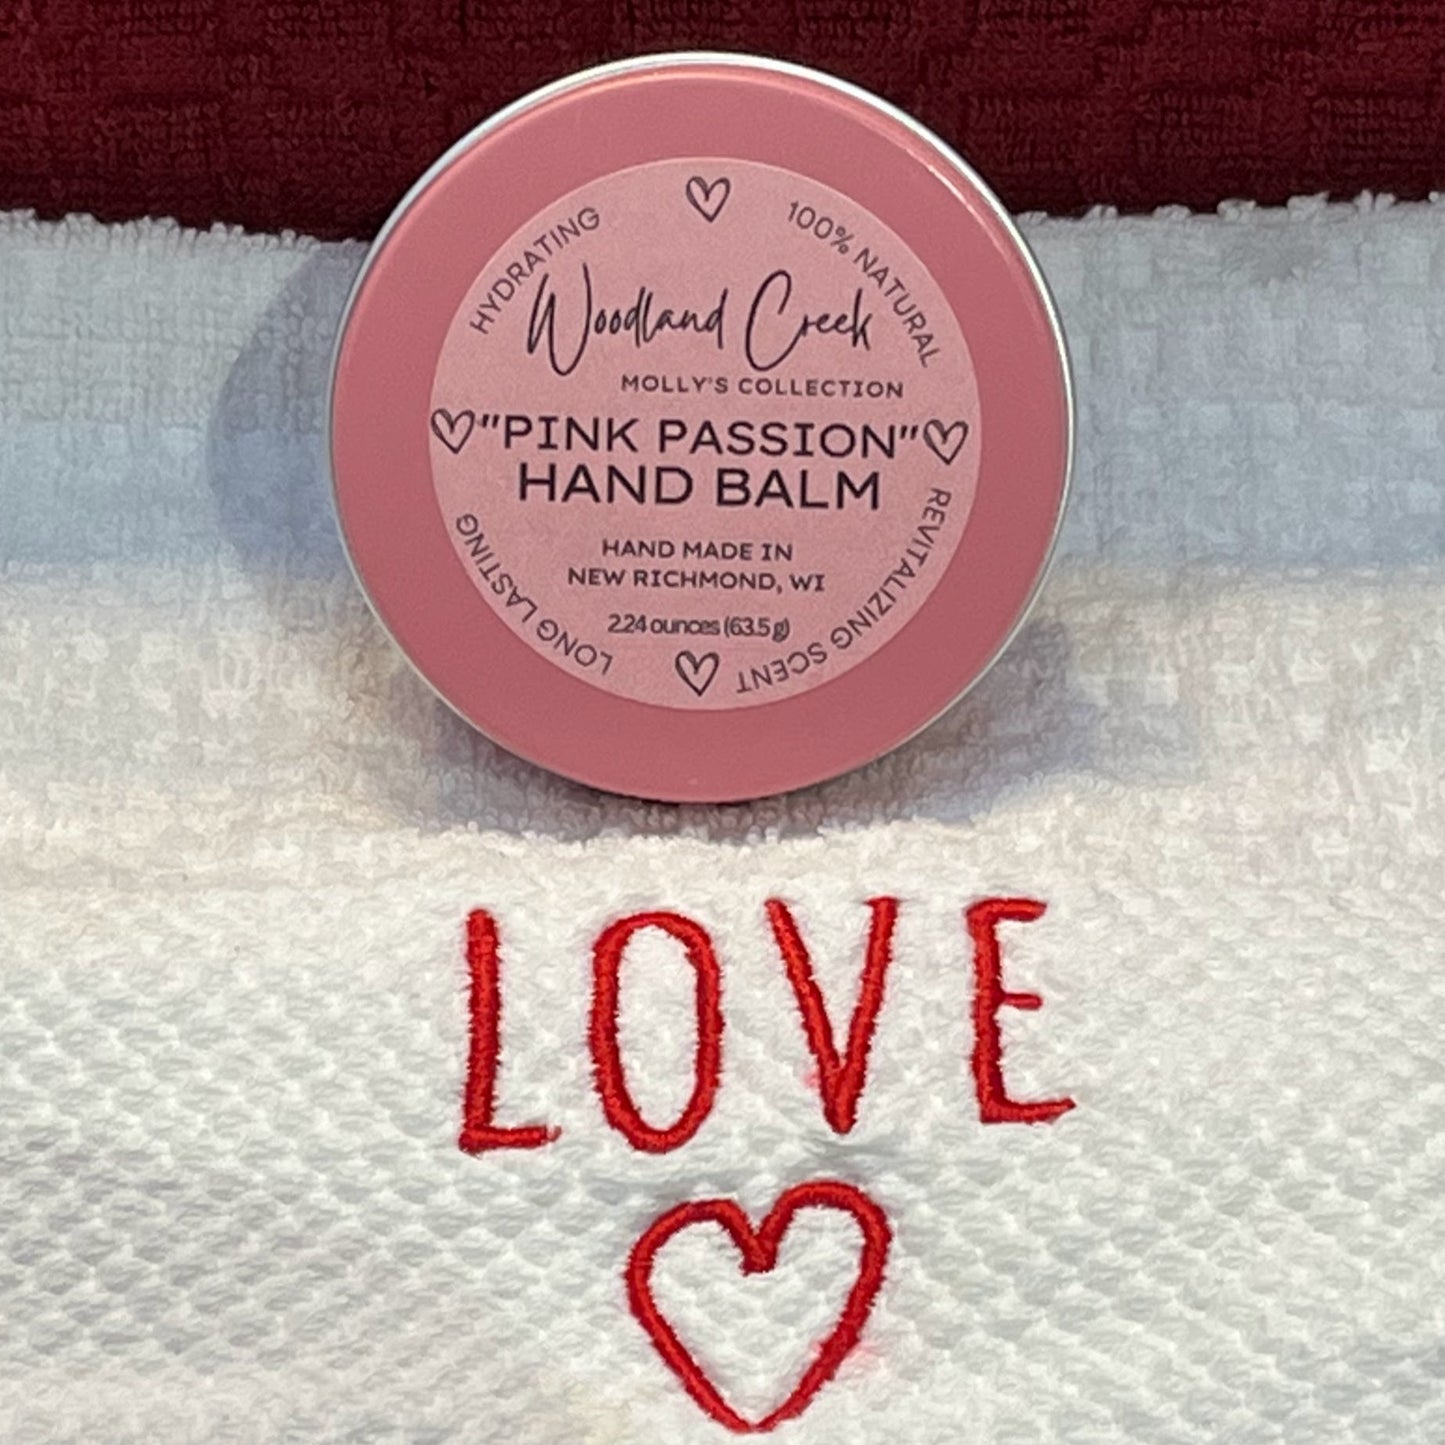 HYDRATING
100% NATURAL
Woodland Creek
MOLLY'S COLLECTION
"PINK PASSION"
HAND BALM
HAND MADE IN
NEW RICHMOND, WI
2.24 ounces (63.5 g)
LONG LASTING
REVITALIZING SCENT
LOVE